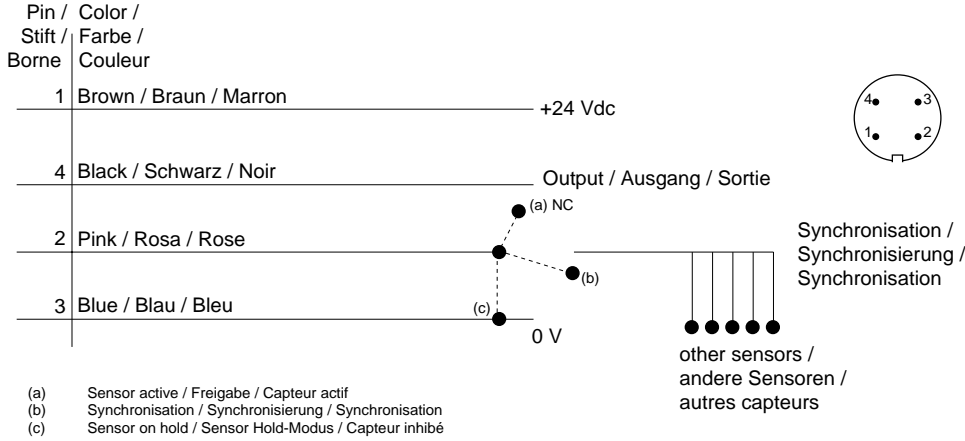 Pin / Color /
Stift / Farbe /
Borne Couleur
1 Brown / Braun / Marron
+24 Vdc
4 Black / Schwarz / Noir
Output / Ausgang / Sortie
(a) NC
2 Pink / Rosa / Rose
(b)
3 Blue / Blau / Bleu
(c)
0 V
4 3
1 2
Synchronisation /
Synchronisierung /
Synchronisation
other sensors /
andere Sensoren /
autres capteurs
(a) Sensor active / Freigabe / Capteur actif
(b) Synchronisation / Synchronisierung / Synchronisation
(c) Sensor on hold / Sensor Hold-Modus / Capteur inhibé